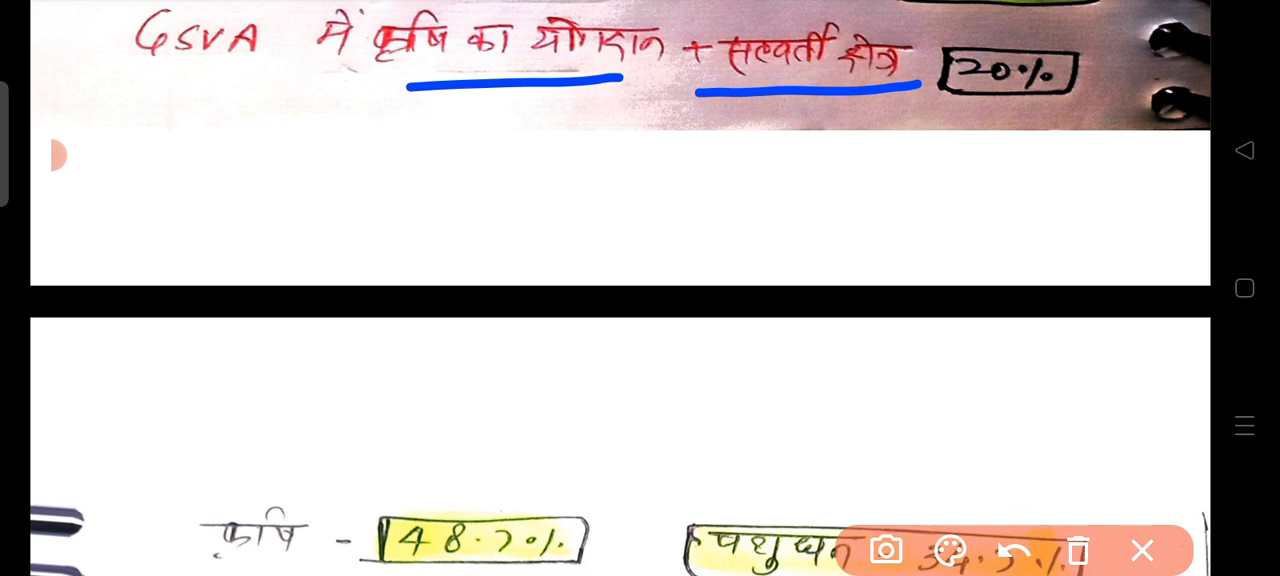 GSVA में कृषि का योगदान + सहवर्ती क्षेत्र 20%
कृषि - 48.7% पशुधन